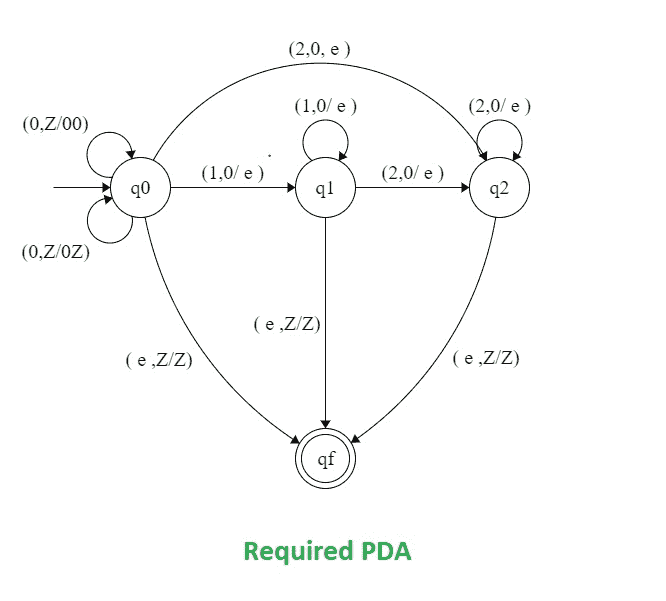 (2,0, e )
(0,Z/00)
(1,0/ e )
(2,0/ e )
q0
(1,0/ e )
q1
(2,0/ e )
q2
(0,Z/0Z)
( e ,Z/Z)
( e ,Z/Z)
( e ,Z/Z)
qf
Required PDA